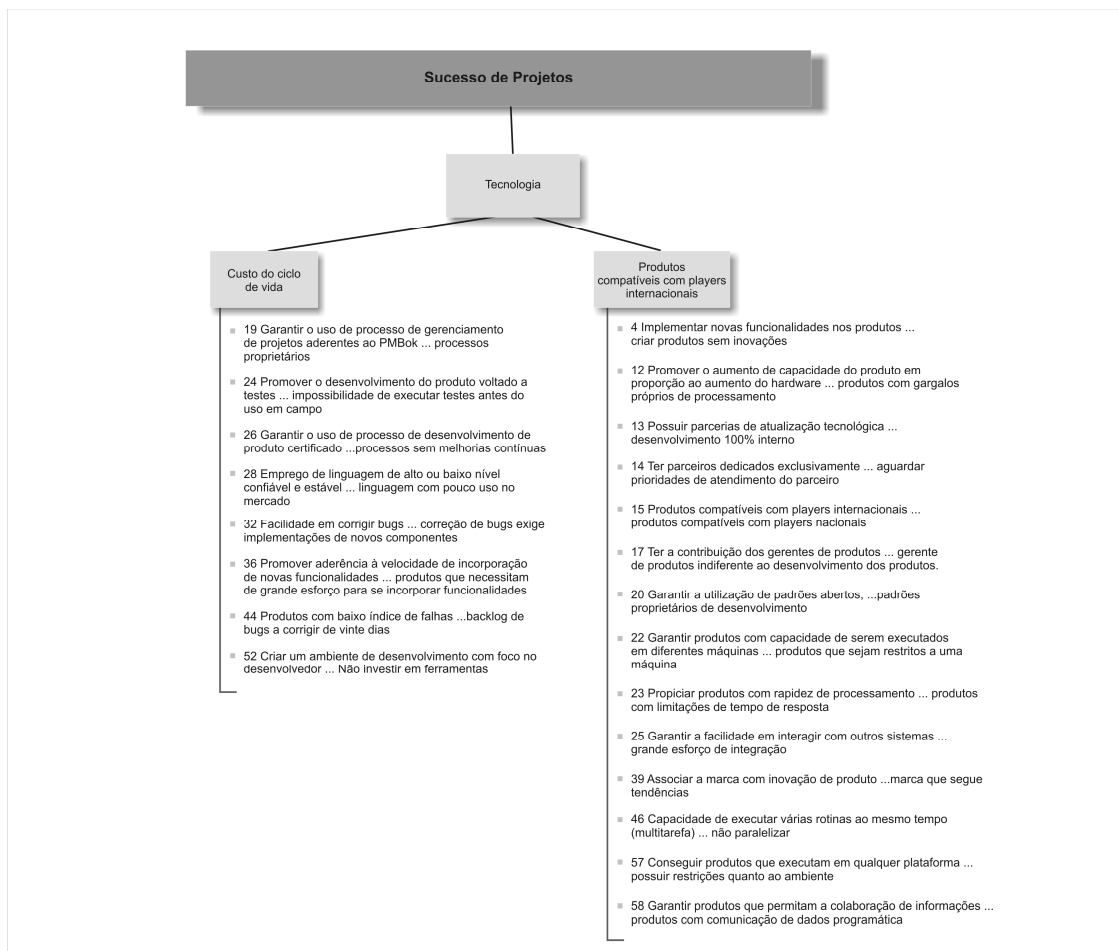 Sucesso de Projetos
Tecnologia
Custo do ciclo
de vida
19 Garantir o uso de processo de gerenciamento
de projetos aderentes ao PMBok ... processos
proprietários
24 Promover o desenvolvimento do produto voltado a
testes ... impossibilidade de executar testes antes do
uso em campo
26 Garantir o uso de processo de desenvolvimento de
produto certificado ...processos sem melhorias contínuas
28 Emprego de linguagem de alto ou baixo nível
confiável e estável ... linguagem com pouco uso no
mercado
32 Facilidade em corrigir bugs ... correção de bugs exige
implementações de novos componentes
36 Promover aderência à velocidade de incorporação
de novas funcionalidades ... produtos que necessitam
de grande esforço para se incorporar funcionalidades
44 Produtos com baixo índice de falhas ...backlog de
bugs a corrigir de vinte dias
52 Criar um ambiente de desenvolvimento com foco no
desenvolvedor ... Não investir em ferramentas
Produtos
compatíveis com players
internacionais
4 Implementar novas funcionalidades nos produtos ...
criar produtos sem inovações
12 Promover o aumento de capacidade do produto em
proporção ao aumento do hardware ... produtos com gargalos
próprios de processamento
13 Possuir parcerias de atualização tecnológica ...
desenvolvimento 100% interno
14 Ter parceiros dedicados exclusivamente ... aguardar
prioridades de atendimento do parceiro
15 Produtos compatíveis com players internacionais ...
produtos compatíveis com players nacionais
17 Ter a contribuição dos gerentes de produtos ... gerente
de produtos indiferente ao desenvolvimento dos produtos.
20 Garantir a utilização de padrões abertos, ...padrões
proprietários de desenvolvimento
22 Garantir produtos com capacidade de serem executados
em diferentes máquinas ... produtos que sejam restritos a uma
máquina
23 Propiciar produtos com rapidez de processamento ... produtos
com limitações de tempo de resposta
25 Garantir a facilidade em interagir com outros sistemas ...
grande esforço de integração
39 Associar a marca com inovação de produto ...marca que segue
tendências
46 Capacidade de executar várias rotinas ao mesmo tempo
(multitarefa) ... não paralelizar
57 Conseguir produtos que executam em qualquer plataforma ...
possuir restrições quanto ao ambiente
58 Garantir produtos que permitam a colaboração de informações ...
produtos com comunicação de dados programática